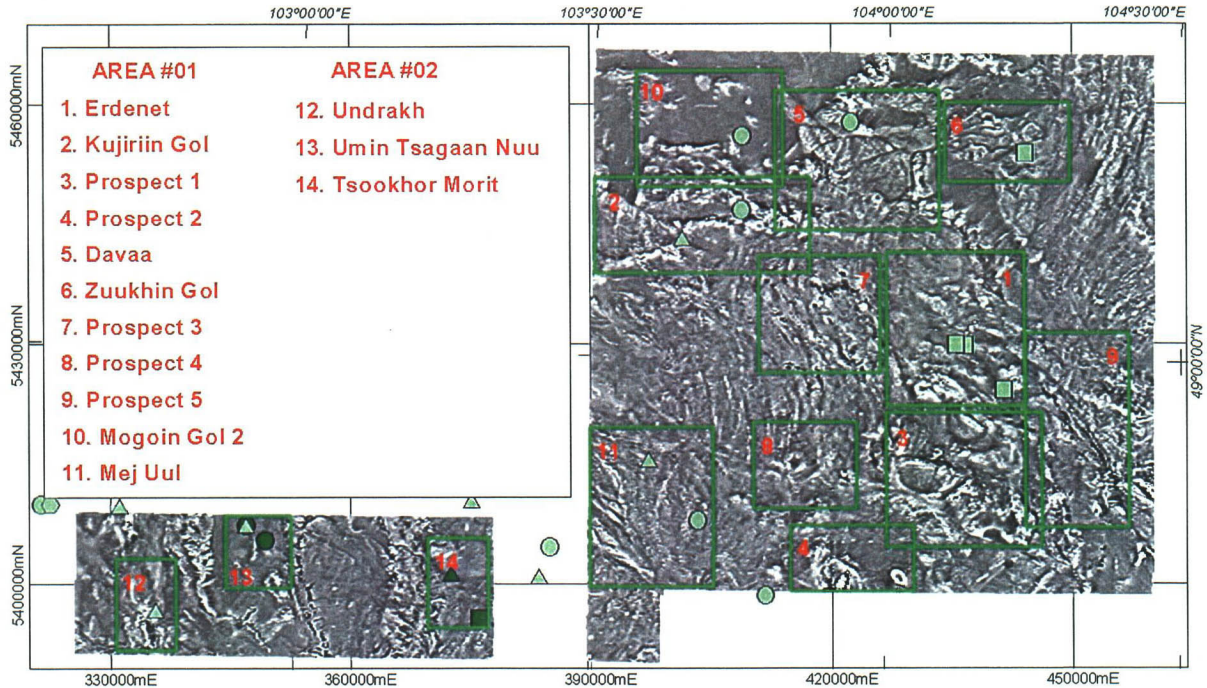 103°00'00"E 103°30'00"E 104°00'00"E 104°30'00"E
AREA #01
1. Erdenet
2. Kujiriin Gol
3. Prospect 1
4. Prospect 2
5. Davaa
6. Zuukhin Gol
7. Prospect 3
8. Prospect 4
9. Prospect 5
10. Mogoin Gol 2
11. Mej Uul
AREA #02
12. Undrakh
13. Umin Tsagaan Nuu
14. Tsookhor Morit
5460000mN
5430000mN
5400000mN
49°00'00"N
10
5
6
2
7
1
9
11
8
3
4
12
13
14
330000mE 360000mE 390000mE 420000mE 450000mE